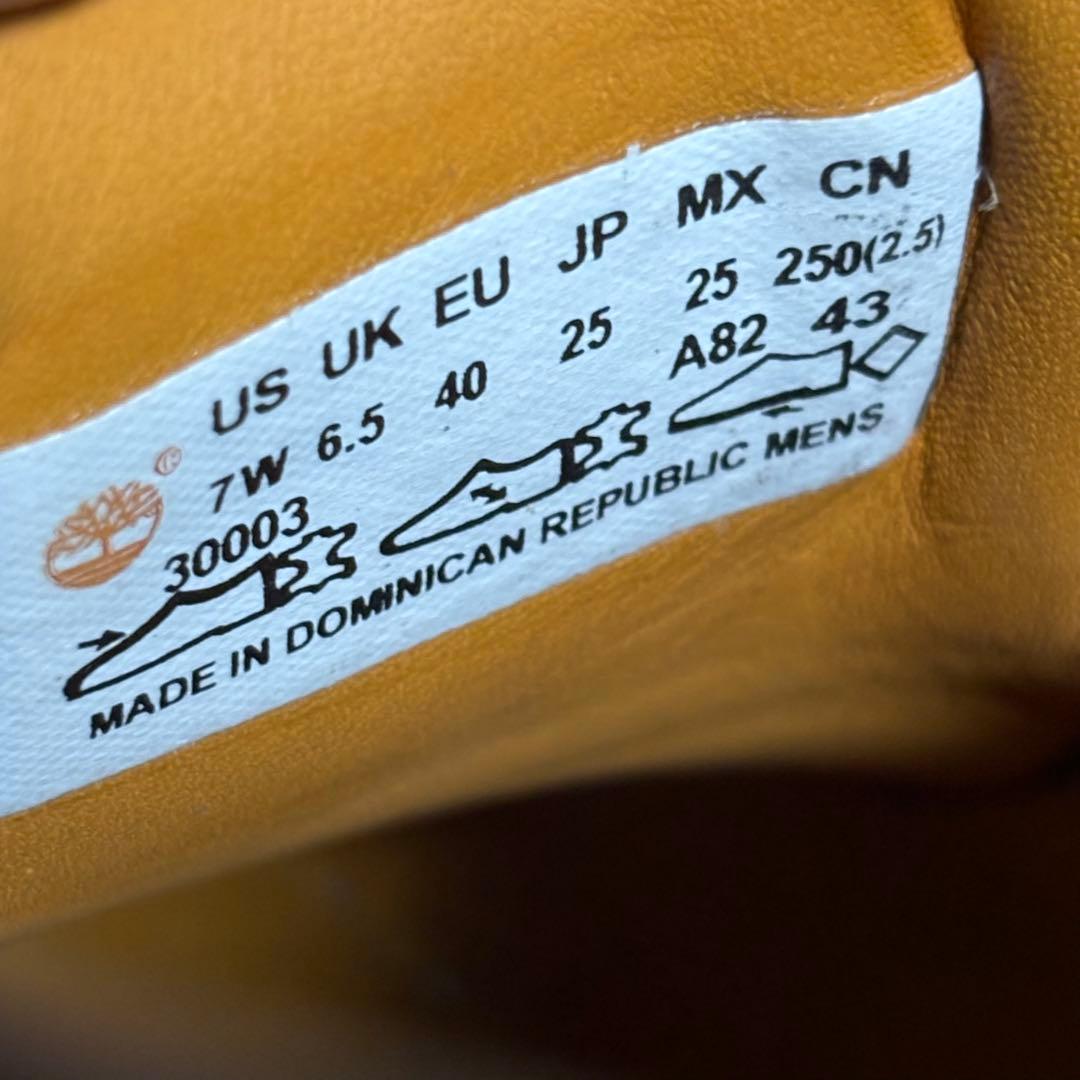 US UK EU JP MX CN
7W 6.5 40 25 25 250(2.5)
30003 A82 43
MADE IN DOMINICAN REPUBLIC MENS
®